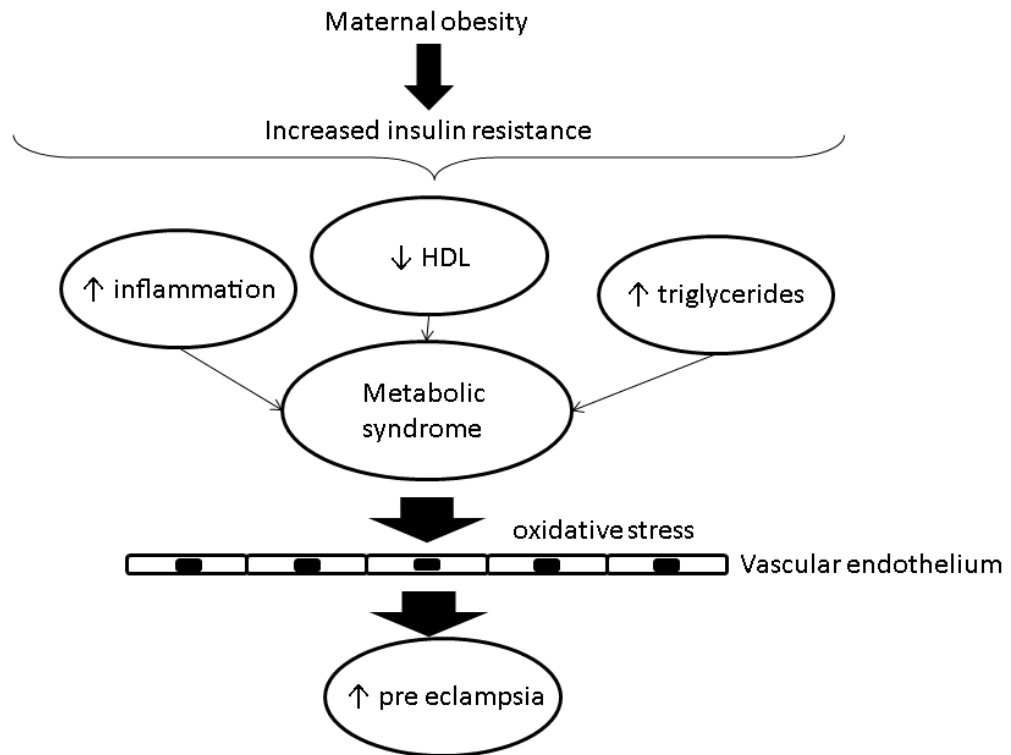 Maternal obesity
Increased insulin resistance
↓ HDL
↑ inflammation
↑ triglycerides
Metabolic
syndrome
oxidative stress
Vascular endothelium
↑ pre eclampsia